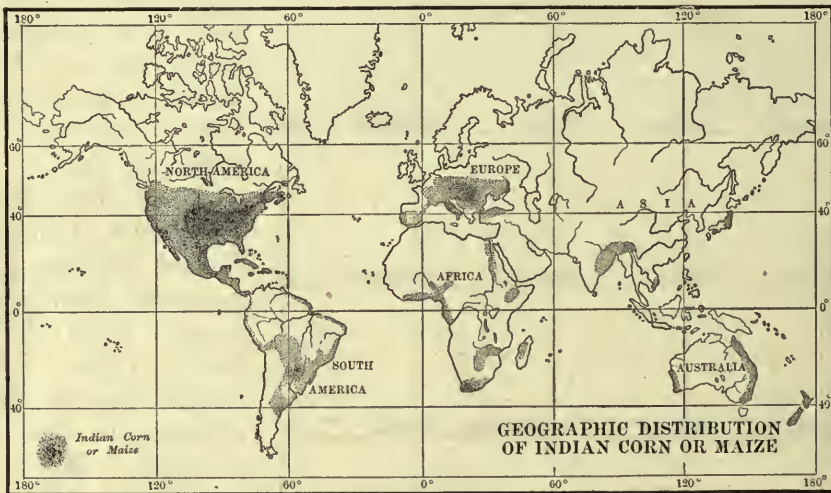 180° 120° 60° 0° 60° 120° 180°
60° 60°
NORTH AMERICA
EUROPE
ASIA
40° 40°
AFRICA
0° 0°
SOUTH
AMERICA
AUSTRALIA
40° 40°
Indian Corn
or Maize
GEOGRAPHIC DISTRIBUTION
OF INDIAN CORN OR MAIZE
180° 120° 60° 0° 60° 120° 180°